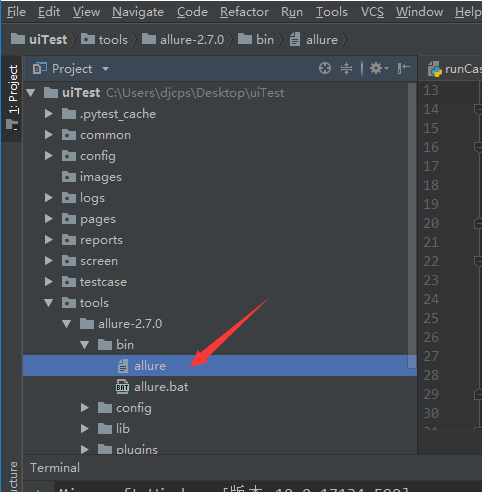 File Edit View Navigate Code Refactor Run Tools VCS Window Help
uiTest tools allure-2.7.0 bin allure
1: Project
Project
runCas
uiTest C:\Users\djcps\Desktop\uiTest
.pytest_cache
common
config
images
logs
pages
reports
screen
testcase
tools
allure-2.7.0
bin
allure
BAT allure.bat
config
lib
plugins
13
14
15
16
17
18
19
20
21
22
23
24
25
26
27
28
29
30
31
Terminal
ucture